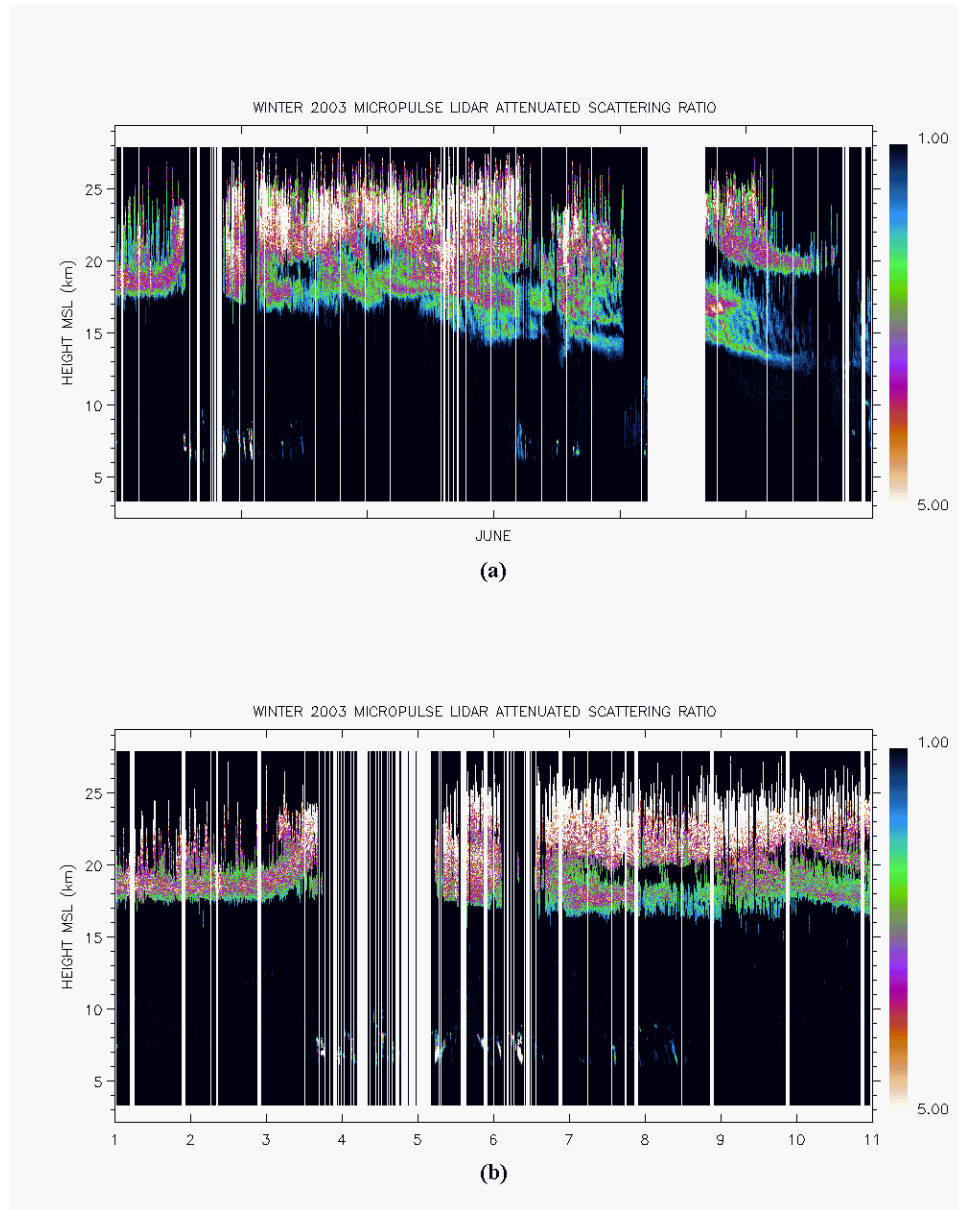 WINTER 2003 MICROPULSE LIDAR ATTENUATED SCATTERING RATIO
1.00
25
20
HEIGHT MSL (km)
15
10
5
5.00
JUNE
(a)
WINTER 2003 MICROPULSE LIDAR ATTENUATED SCATTERING RATIO
1.00
25
20
HEIGHT MSL (km)
15
10
5
5.00
1 2 3 4 5 6 7 8 9 10 11
(b)